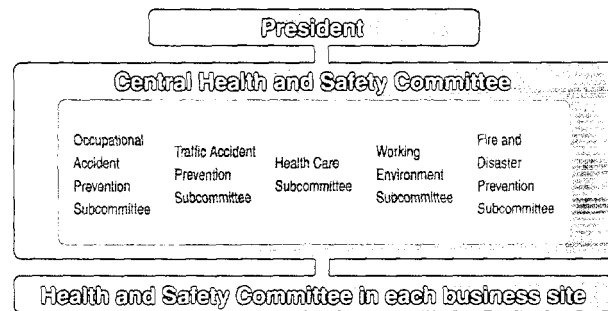 President
Central Health and Safety Committee
Occupational
Accident
Prevention
Subcommittee
Traffic Accident
Prevention
Subcommittee
Health Care
Subcommittee
Working
Environment
Subcommittee
Fire and
Disaster
Prevention
Subcommittee
Health and Safety Committee in each business site